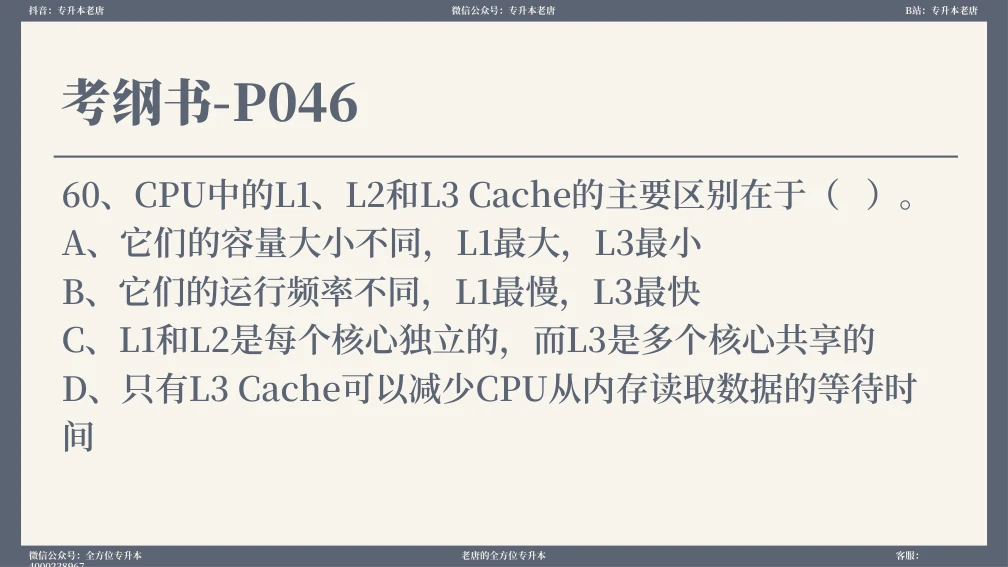 抖音：专升本老唐
微信公众号：专升本老唐
B站：专升本老唐
考纲书-P046
60、CPU中的L1、L2和L3 Cache的主要区别在于（ ）。
A、它们的容量大小不同，L1最大，L3最小
B、它们的运行频率不同，L1最慢，L3最快
C、L1和L2是每个核心独立的，而L3是多个核心共享的
D、只有L3 Cache可以减少CPU从内存读取数据的等待时
间
微信公众号：全方位专升本
老唐的全方位专升本
客服：
4000238967